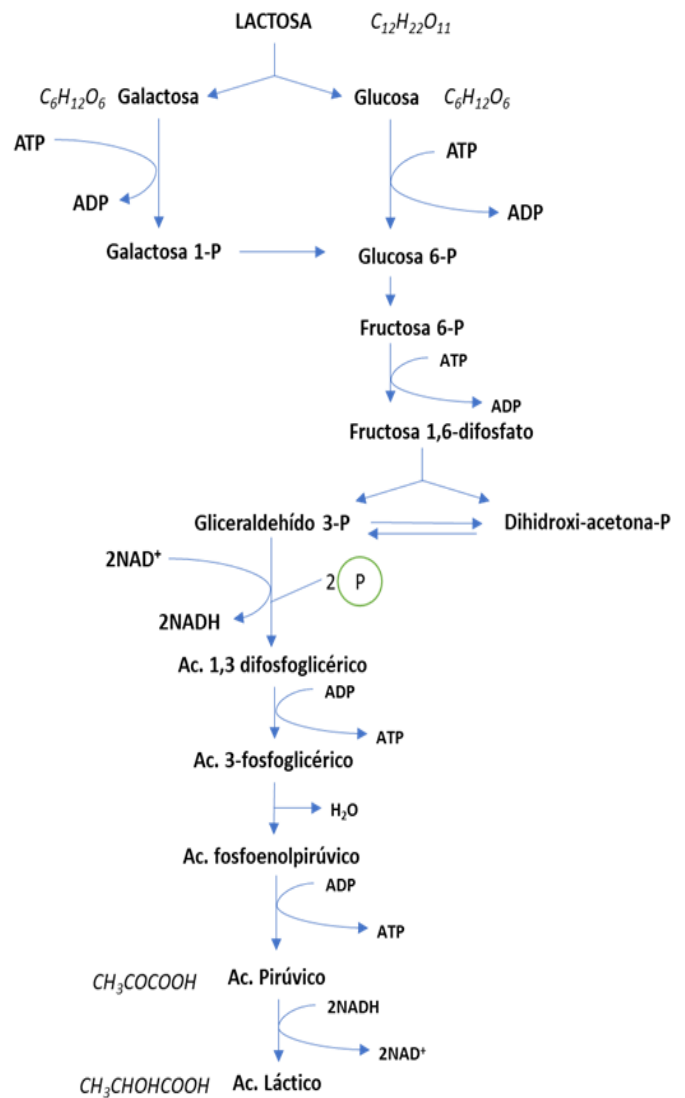 LACTOSA C₁₂H₂₂O₁₁
C₆H₁₂O₆ Galactosa Glucosa C₆H₁₂O₆
ATP ATP
ADP ADP
Galactosa 1-P Glucosa 6-P
Fructosa 6-P
ATP
ADP
Fructosa 1,6-difosfato
Gliceraldehído 3-P Dihidroxi-acetona-P
2NAD⁺ 2 P
2NADH
Ac. 1,3 difosfoglicérico
ADP
ATP
Ac. 3-fosfoglicérico
H₂O
Ac. fosfoenolpirúvico
ADP
ATP
CH₃COCOOH Ac. Pirúvico
2NADH
2NAD⁺
CH₃CHOHCOOH Ac. Láctico